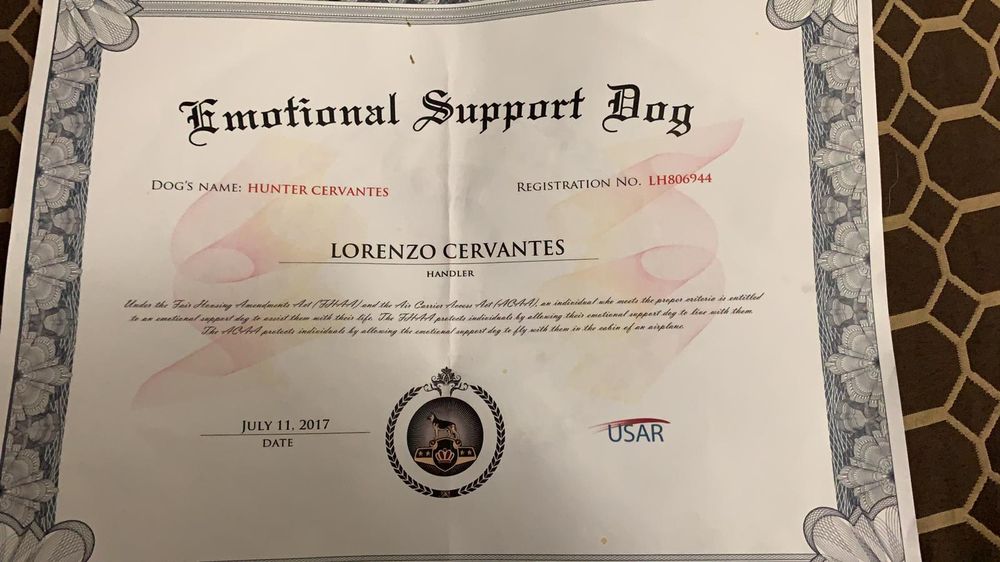 Emotional Support Dog
DOG'S NAME: HUNTER CERVANTES
REGISTRATION NO. LH806944
LORENZO CERVANTES
HANDLER
Under the Fair Housing Amendments Act (FHAA) and the Air Carrier Access Act (ACAA), an individual who meets the proper criteria is entitled
to an emotional support dog to assist them with their life. The FHAA protects individuals by allowing their emotional support dog to live with them.
The ACAA protects individuals by allowing the emotional support dog to fly with them in the cabin of an airplane.
JULY 11, 2017
DATE
USAR